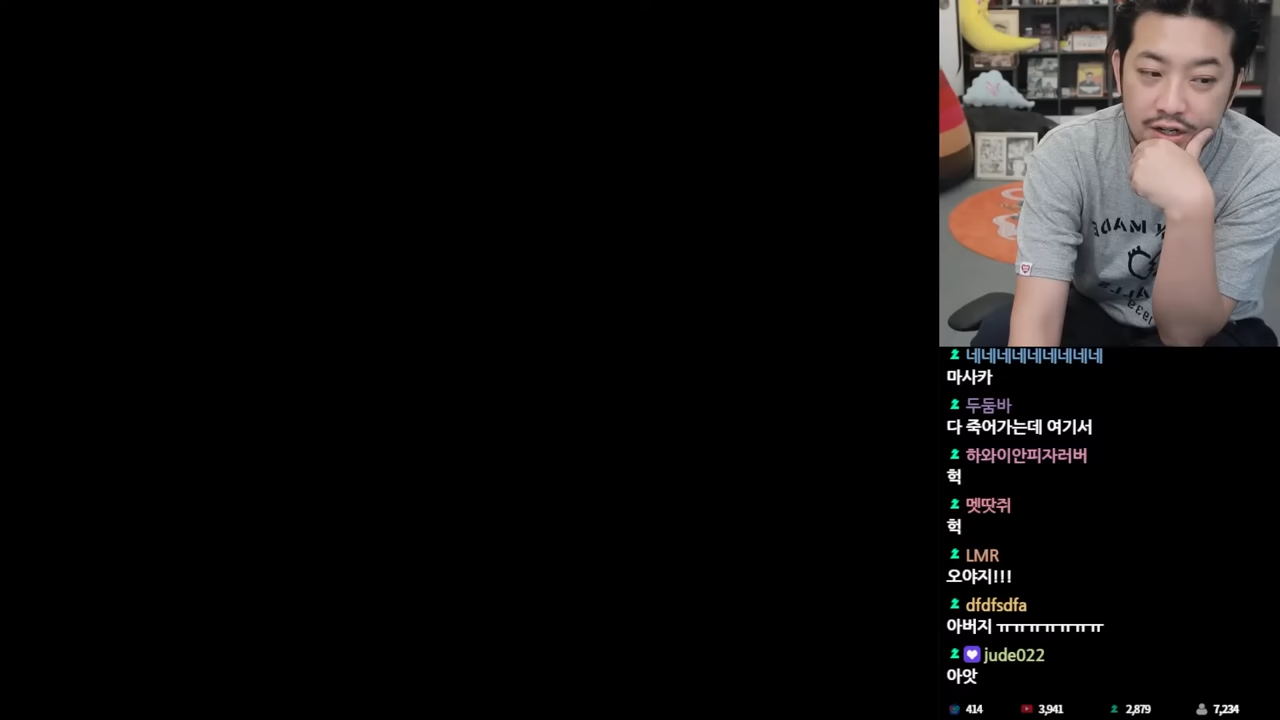 네네네네네네네네네
마사카
두둠바
다 죽어가는데 여기서
하와이안피자러버
헉
멧땃쥐
헉
LMR
오야지!!!
dfdfsdfa
아버지 ㅠㅠㅠㅠㅠㅠㅠ
jude022
아앗
414 3,941 2,879 7,234